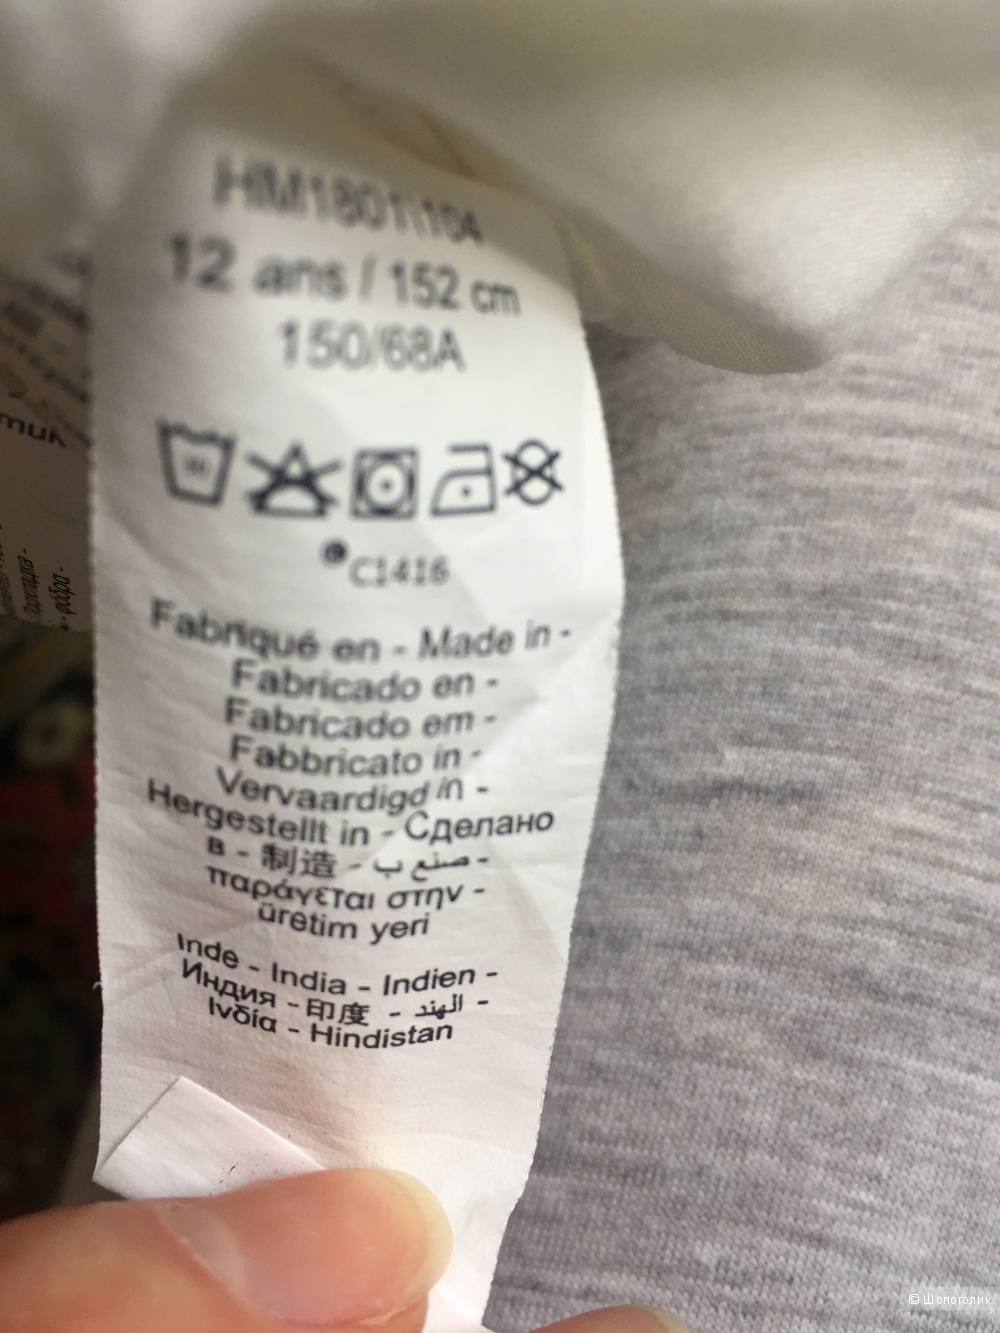 12 ans / 152 cm
150/68A
C1416
Fabriqué en - Made in -
Fabricado en -
Fabricado em -
Fabbricato in -
Vervaardigd in -
Hergestellt in - Сделано
в - 制造 - صنع ب -
παράγεται στην -
üretim yeri
Inde - India - Indien -
Индия - 印度 - الهند -
Ινδία - Hindistan
© Шопоголик